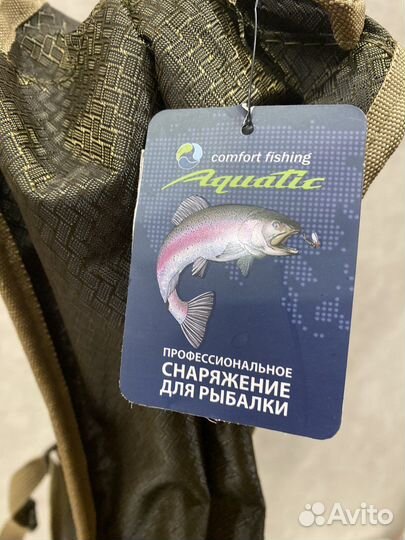 comfort fishing
Aquatic
ПРОФЕССИОНАЛЬНОЕ
СНАРЯЖЕНИЕ
ДЛЯ РЫБАЛКИ
Avito